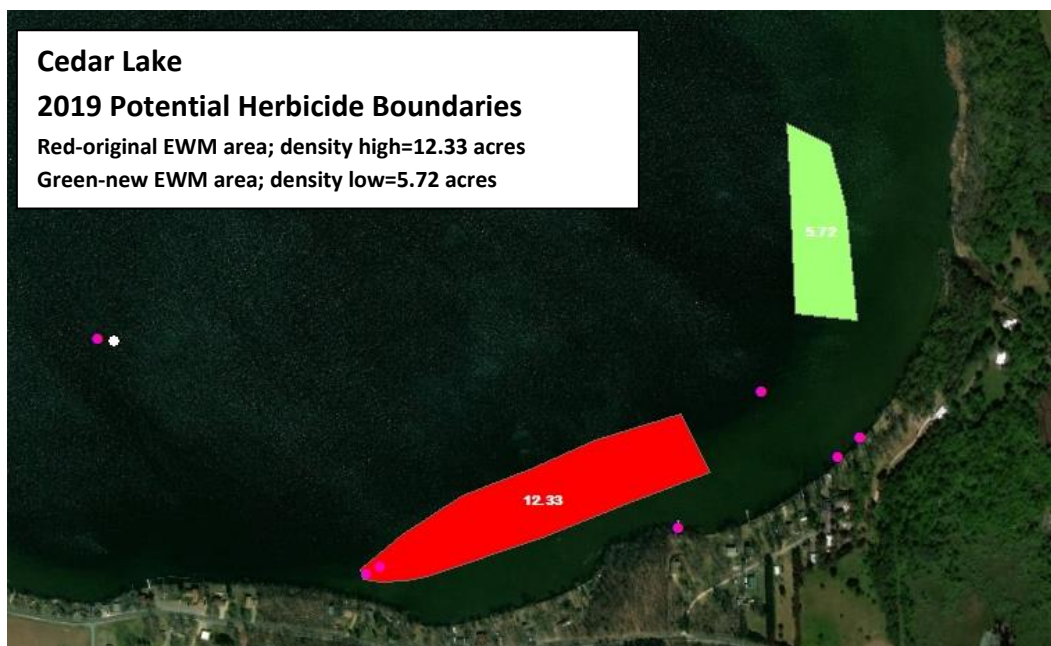 Cedar Lake
2019 Potential Herbicide Boundaries
Red-original EWM area; density high=12.33 acres
Green-new EWM area; density low=5.72 acres
5.72
12.33